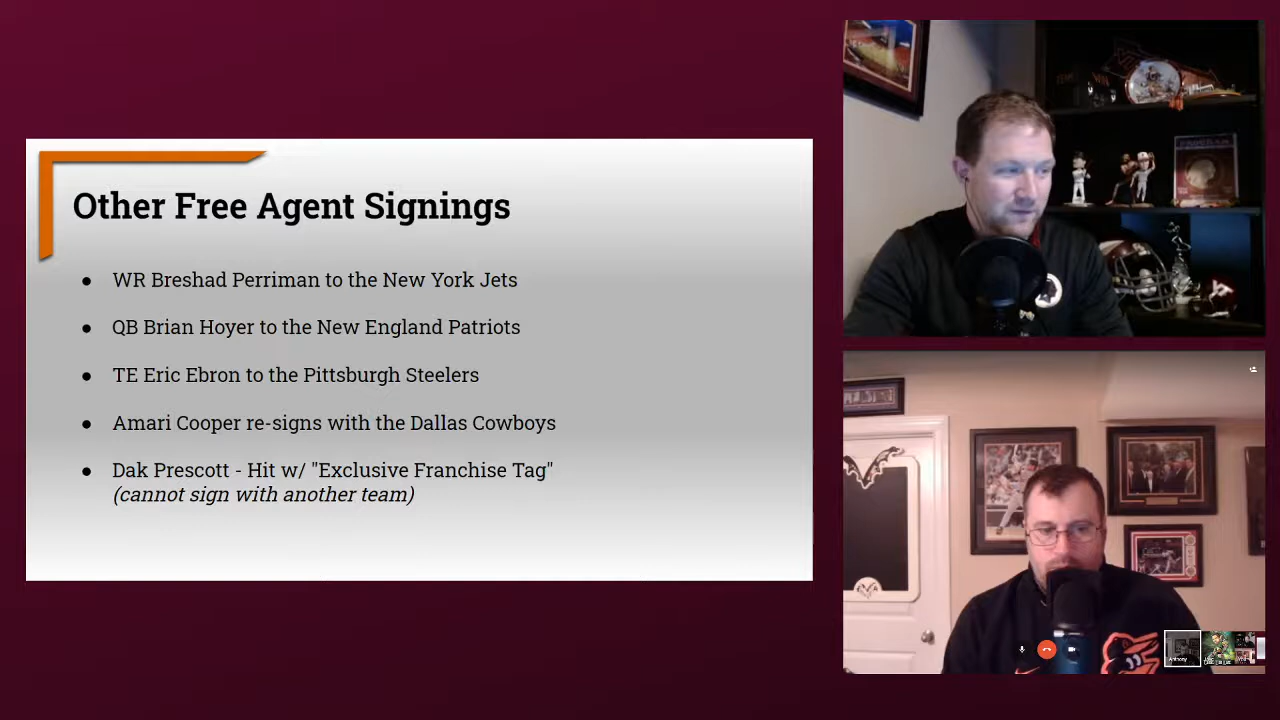 Other Free Agent Signings
● WR Breshad Perriman to the New York Jets
● QB Brian Hoyer to the New England Patriots
● TE Eric Ebron to the Pittsburgh Steelers
● Amari Cooper re-signs with the Dallas Cowboys
● Dak Prescott - Hit w/ "Exclusive Franchise Tag"
(cannot sign with another team)
PROGRAM
Anthony